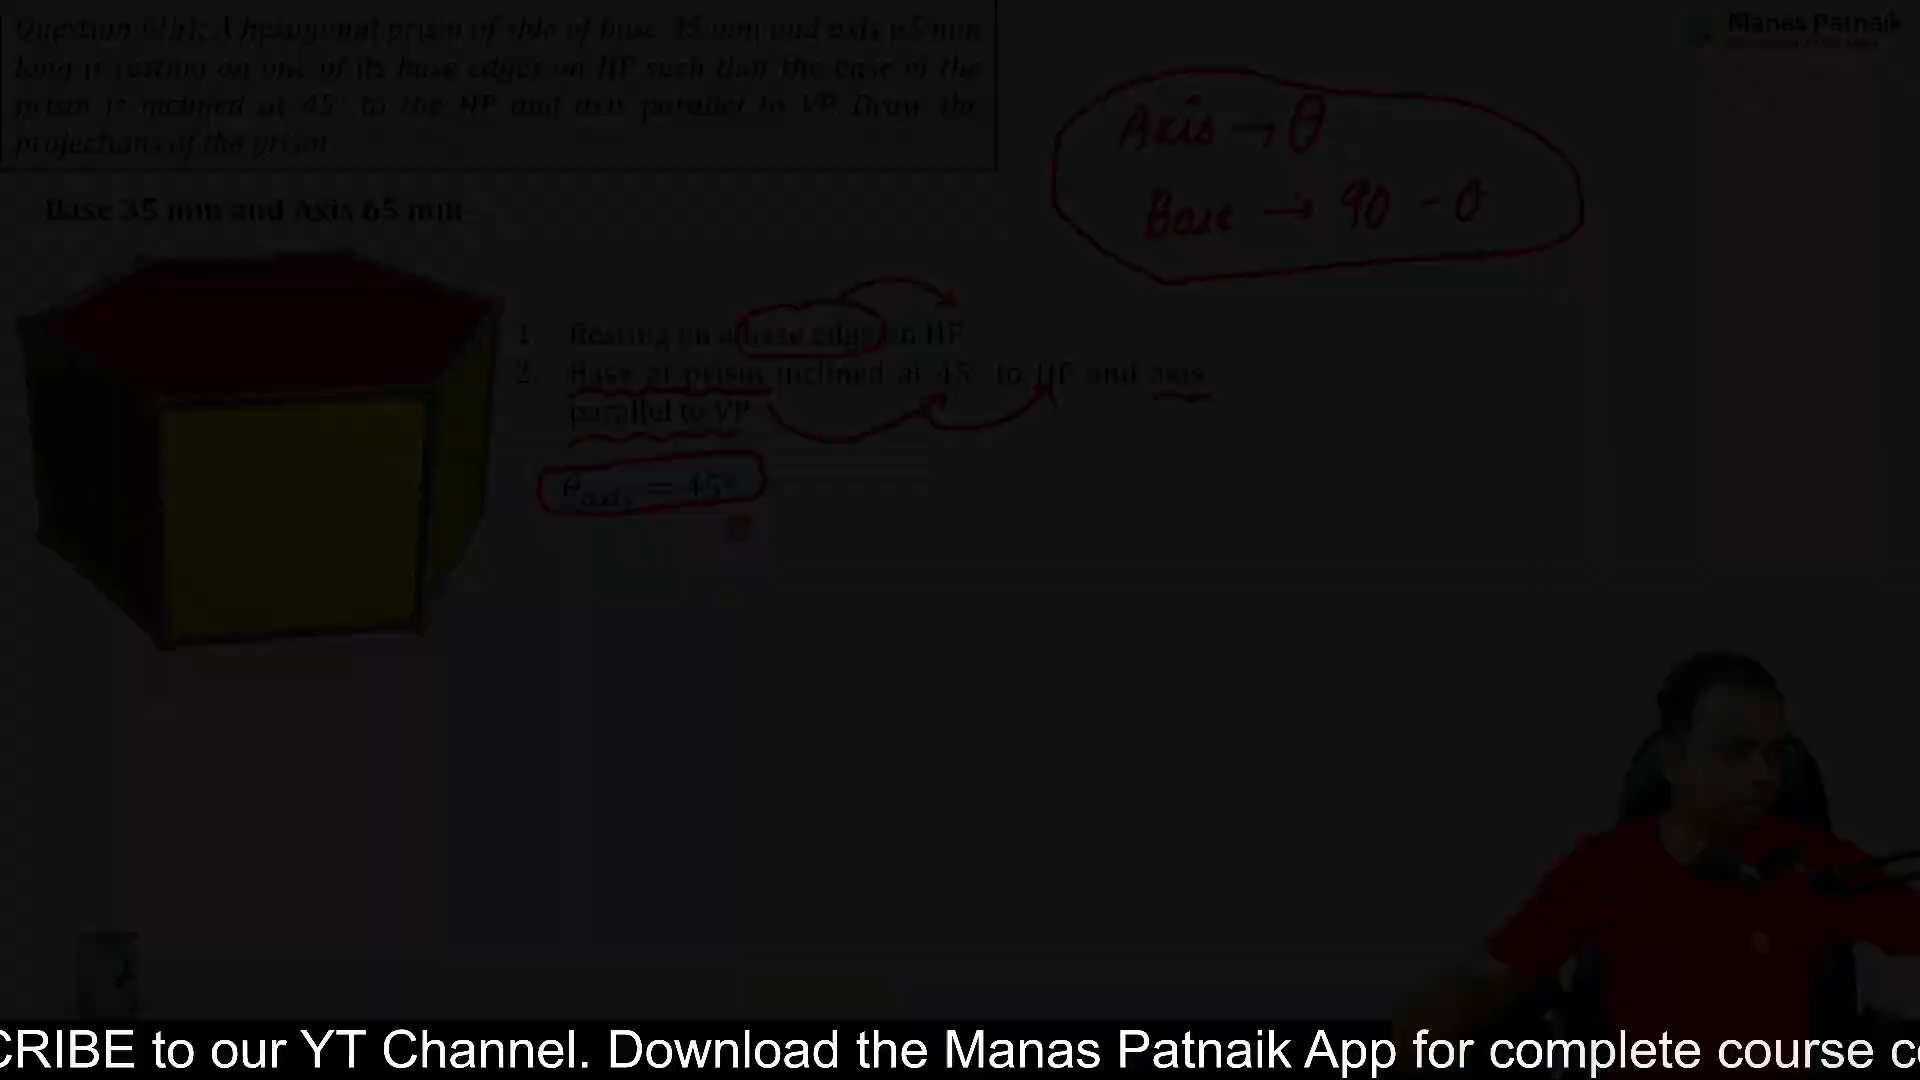 Question 6(b): A hexagonal prism of side of base 35 mm and axis 65 mm
long is resting on one of its base edges on HP such that the base of the
prism is inclined at 45° to the HP and axis parallel to VP. Draw the
projections of the prism.
Manas Patnaik
Axis → θ
Base → 90 - θ
Base 35 mm and Axis 65 mm
1. Resting on a base edge on HP
2. Base of prism inclined at 45° to HP and axis
parallel to VP
θaxis = 45°
CRIBE to our YT Channel. Download the Manas Patnaik App for complete course c